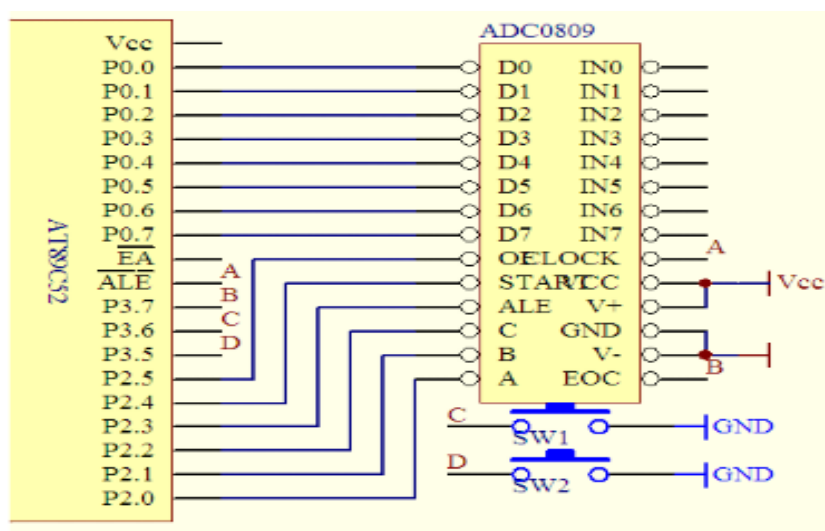 ADC0809
Vcc
P0.0 D0 IN0
P0.1 D1 IN1
P0.2 D2 IN2
P0.3 D3 IN3
P0.4 D4 IN4
P0.5 D5 IN5
P0.6 D6 IN6
P0.7 D7 IN7
AT89C52
EA OE CLOCK A
ALE A START VCC Vcc
P3.7 B ALE V+
P3.6 C C GND
P3.5 D B V-
P2.5 A EOC B
P2.4
P2.3 C SW1 GND
P2.2
P2.1 D SW2 GND
P2.0